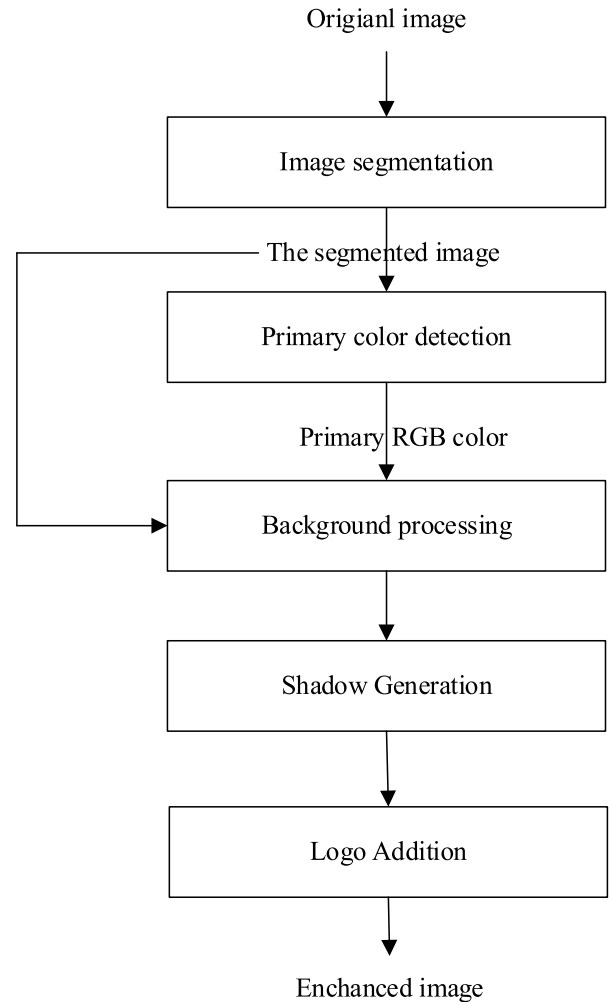 Origianl image
Image segmentation
The segmented image
Primary color detection
Primary RGB color
Background processing
Shadow Generation
Logo Addition
Enchanced image